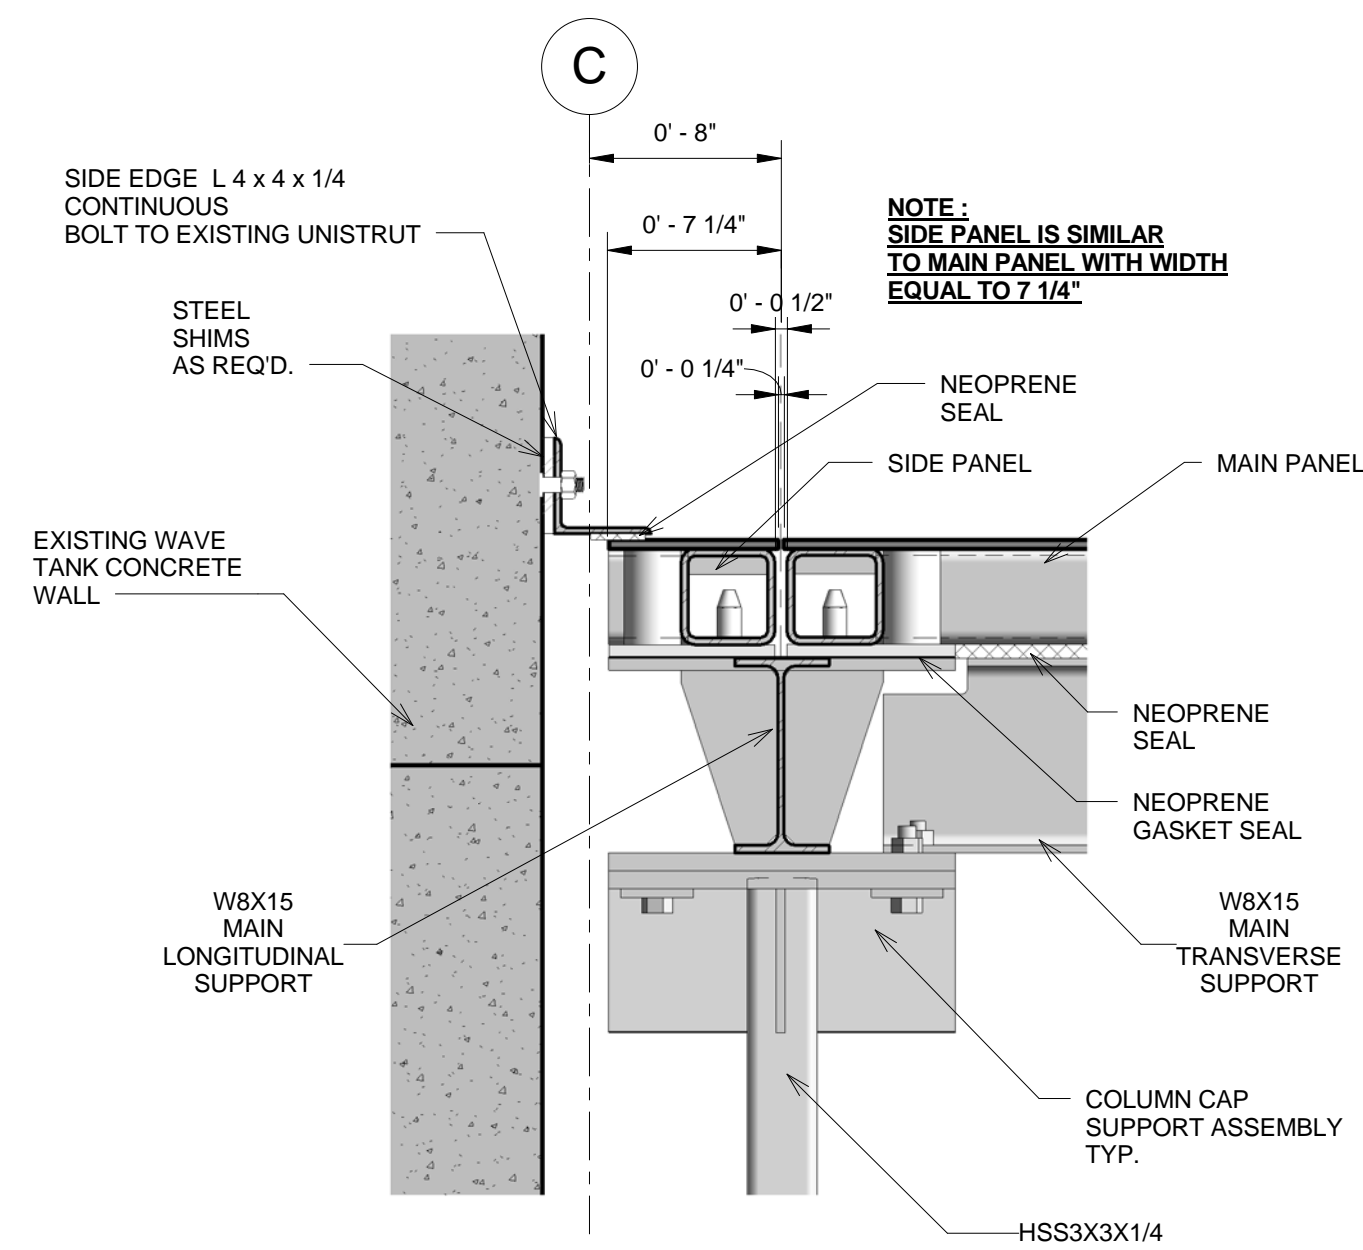 C
0' - 8"
SIDE EDGE L 4 x 4 x 1/4
CONTINUOUS
BOLT TO EXISTING UNISTRUT
0' - 7 1/4"
NOTE :
SIDE PANEL IS SIMILAR
TO MAIN PANEL WITH WIDTH
EQUAL TO 7 1/4"
0' - 0 1/2"
STEEL
SHIMS
AS REQ'D.
0' - 0 1/4"
NEOPRENE
SEAL
SIDE PANEL
MAIN PANEL
EXISTING WAVE
TANK CONCRETE
WALL
NEOPRENE
SEAL
NEOPRENE
GASKET SEAL
W8X15
MAIN
LONGITUDINAL
SUPPORT
W8X15
MAIN
TRANSVERSE
SUPPORT
COLUMN CAP
SUPPORT ASSEMBLY
TYP.
HSS3X3X1/4